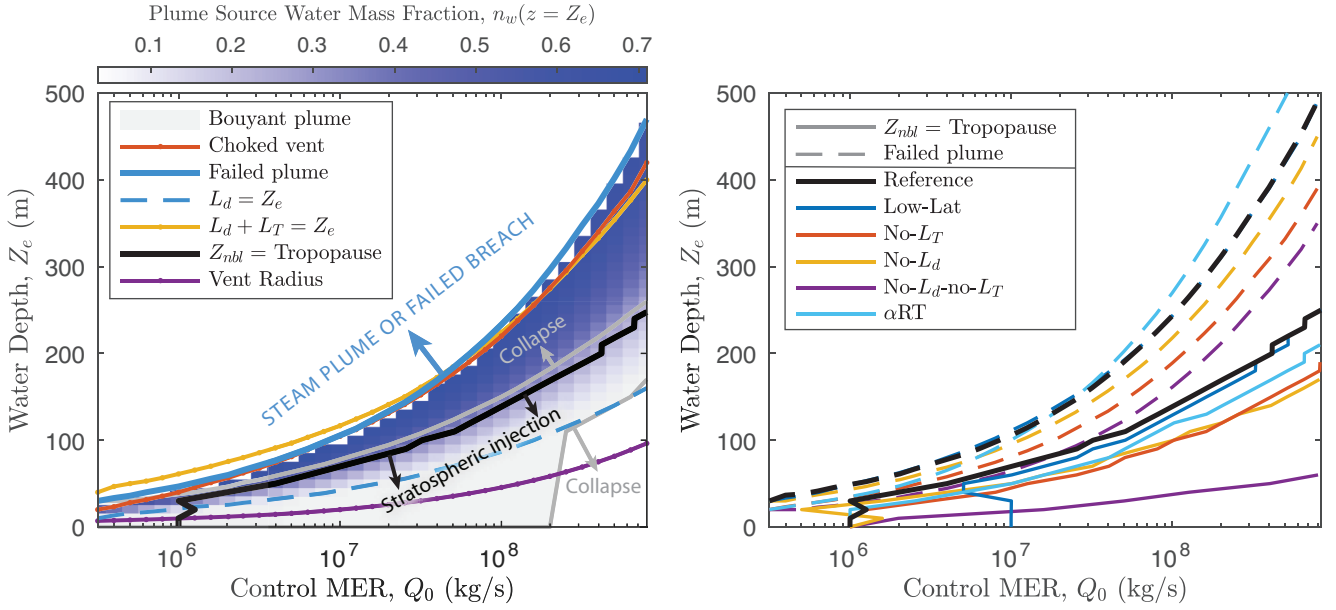 Plume Source Water Mass Fraction, n_w(z = Z_e)
0.1 0.2 0.3 0.4 0.5 0.6 0.7
500
400
300
200
100
0
Water Depth, Z_e (m)
Bouyant plume
Choked vent
Failed plume
L_d = Z_e
L_d + L_T = Z_e
Z_nbl = Tropopause
Vent Radius
STEAM PLUME OR FAILED BREACH
Collapse
Stratospheric injection
Collapse
10^6 10^7 10^8
Control MER, Q_0 (kg/s)
500
400
300
200
100
0
Water Depth, Z_e (m)
Z_nbl = Tropopause
Failed plume
Reference
Low-Lat
No-L_T
No-L_d
No-L_d-no-L_T
αRT
10^6 10^7 10^8
Control MER, Q_0 (kg/s)